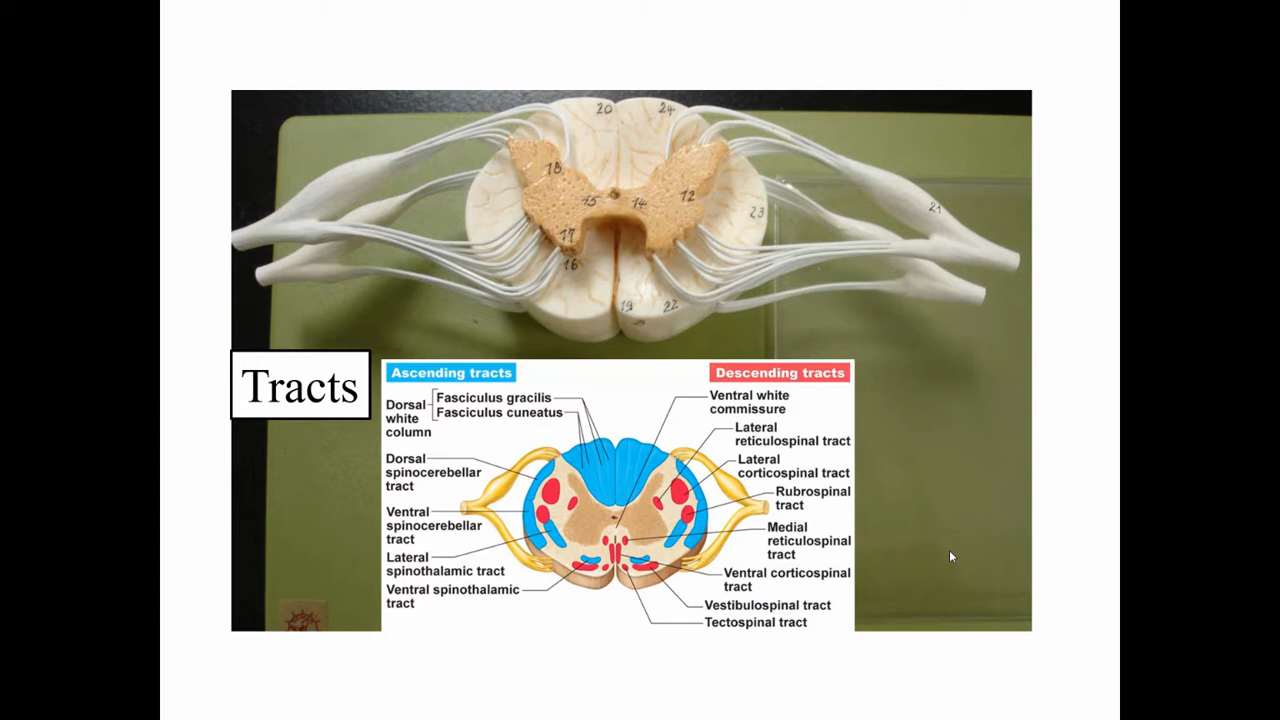 20
24
18
15
14
12
23
21
17
16
19
22
Tracts
Ascending tracts
Descending tracts
Dorsal
white
column
Fasciculus gracilis
Fasciculus cuneatus
Dorsal
spinocerebellar
tract
Ventral
spinocerebellar
tract
Lateral
spinothalamic tract
Ventral spinothalamic
tract
Ventral white
commissure
Lateral
reticulospinal tract
Lateral
corticospinal tract
Rubrospinal
tract
Medial
reticulospinal
tract
Ventral corticospinal
tract
Vestibulospinal tract
Tectospinal tract